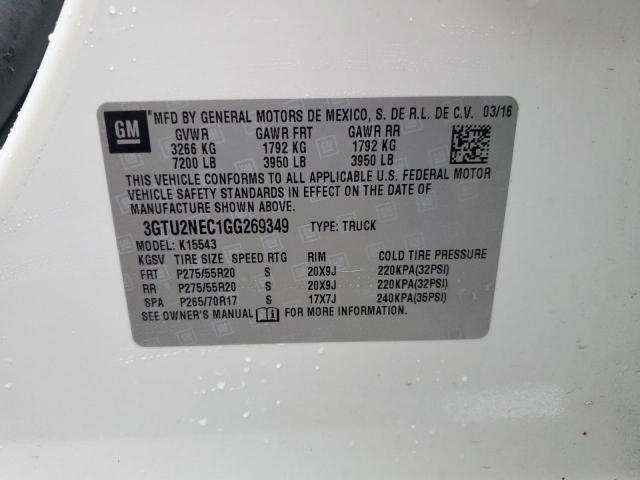 GM
*MFD BY GENERAL MOTORS DE MEXICO, S. DE R.L. DE C.V. 03/16
GVWR GAWR FRT GAWR RR
3266 KG 1792 KG 1792 KG
7200 LB 3950 LB 3950 LB
THIS VEHICLE CONFORMS TO ALL APPLICABLE U.S. FEDERAL MOTOR
VEHICLE SAFETY STANDARDS IN EFFECT ON THE DATE OF
MANUFACTURE SHOWN ABOVE.
3GTU2NEC1GG269349 TYPE: TRUCK
MODEL: K15543
KGSV TIRE SIZE SPEED RTG RIM COLD TIRE PRESSURE
FRT P275/55R20 S 20X9J 220KPA(32PSI)
RR P275/55R20 S 20X9J 220KPA(32PSI)
SPA P265/70R17 S 17X7J 240KPA(35PSI)
SEE OWNER'S MANUAL FOR MORE INFORMATION.